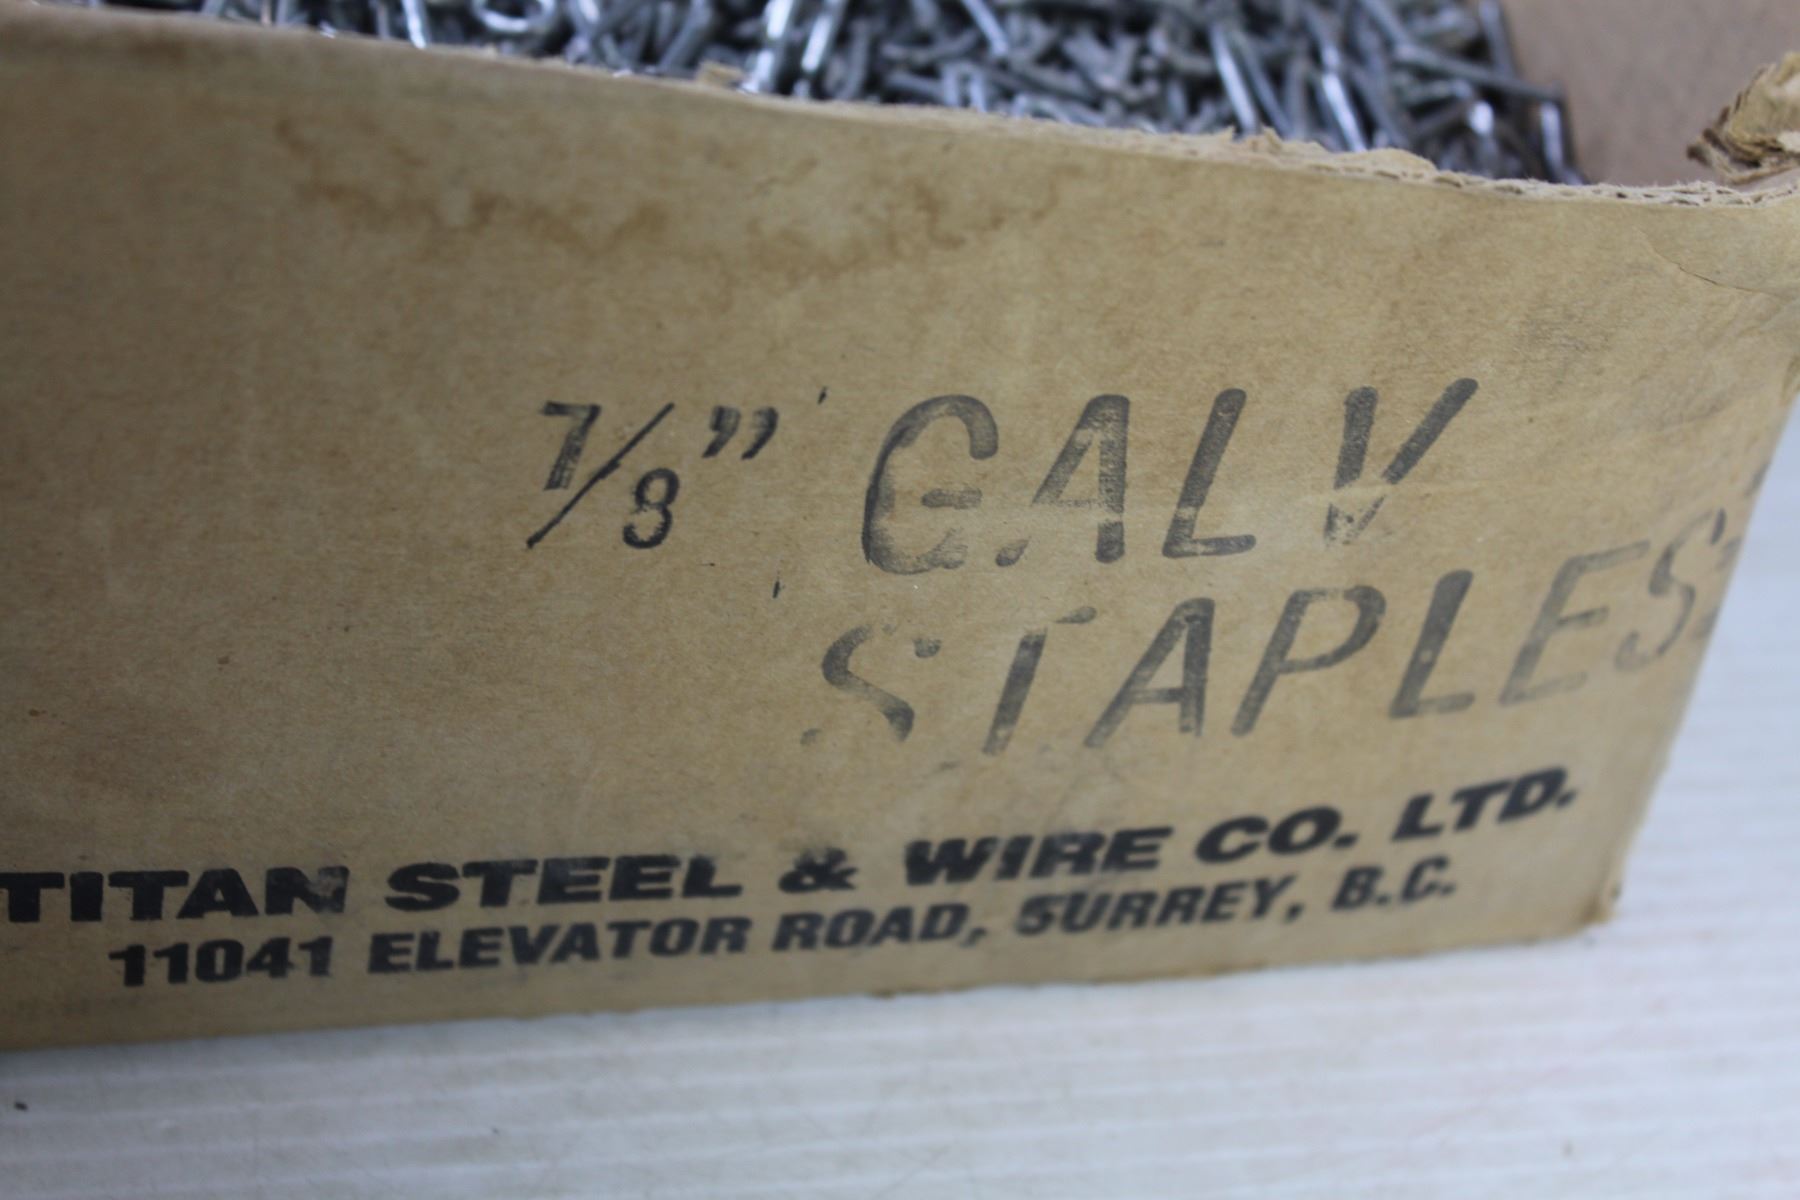 7/8" GALV
STAPLES
TITAN STEEL & WIRE CO. LTD.
11041 ELEVATOR ROAD, SURREY, B.C.